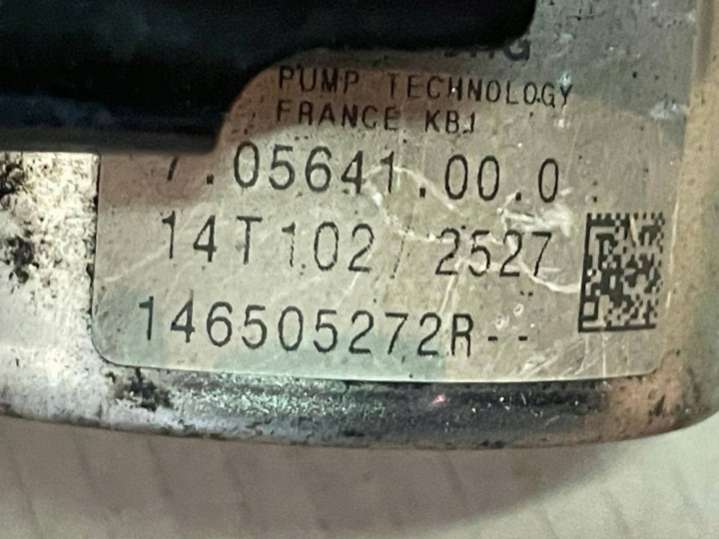 PUMP TECHNOLOGY
FRANCE KBJ
7.05641.00.0
14T102/2527
146505272R--